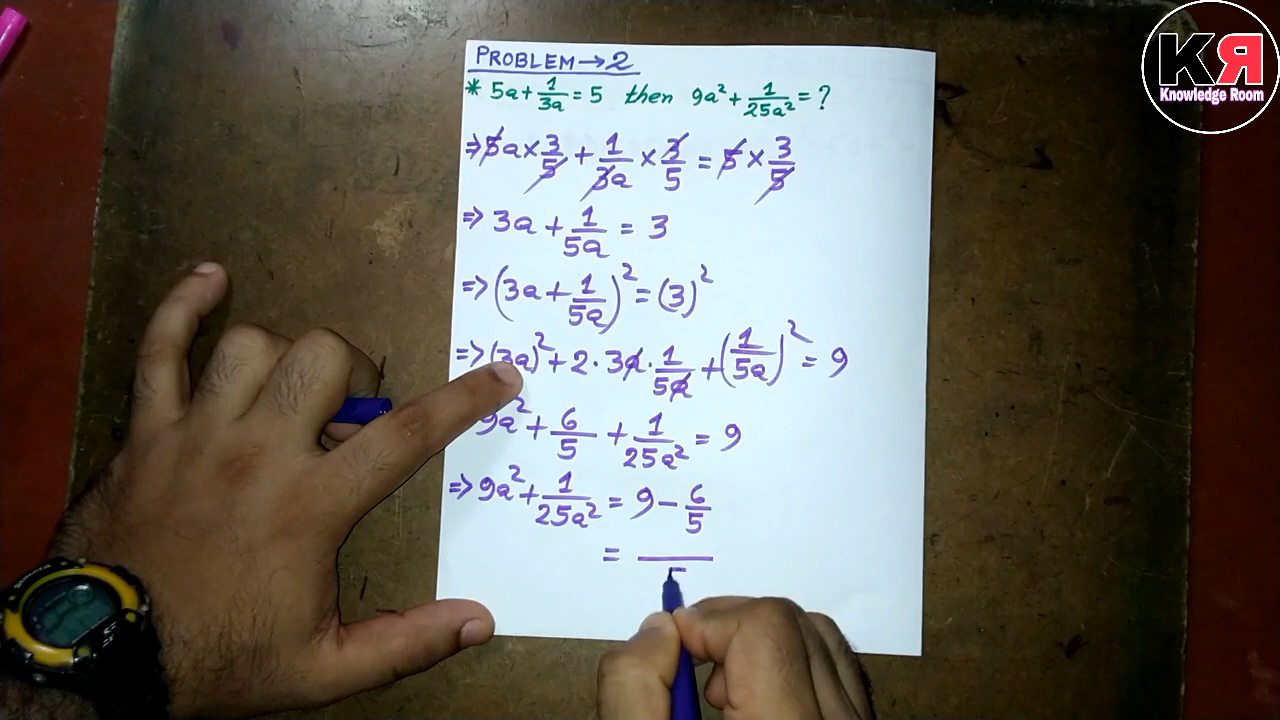 PROBLEM → 2
* 5a + 1/3a = 5 then 9a² + 1/25a² = ?
⇒ 5a × 3/5 + 1/3a × 3/5 = 5 × 3/5
⇒ 3a + 1/5a = 3
⇒ (3a + 1/5a)² = (3)²
⇒ (3a)² + 2 · 3a · 1/5a + (1/5a)² = 9
9a² + 6/5 + 1/25a² = 9
⇒ 9a² + 1/25a² = 9 − 6/5
=
KЯ
Knowledge Room